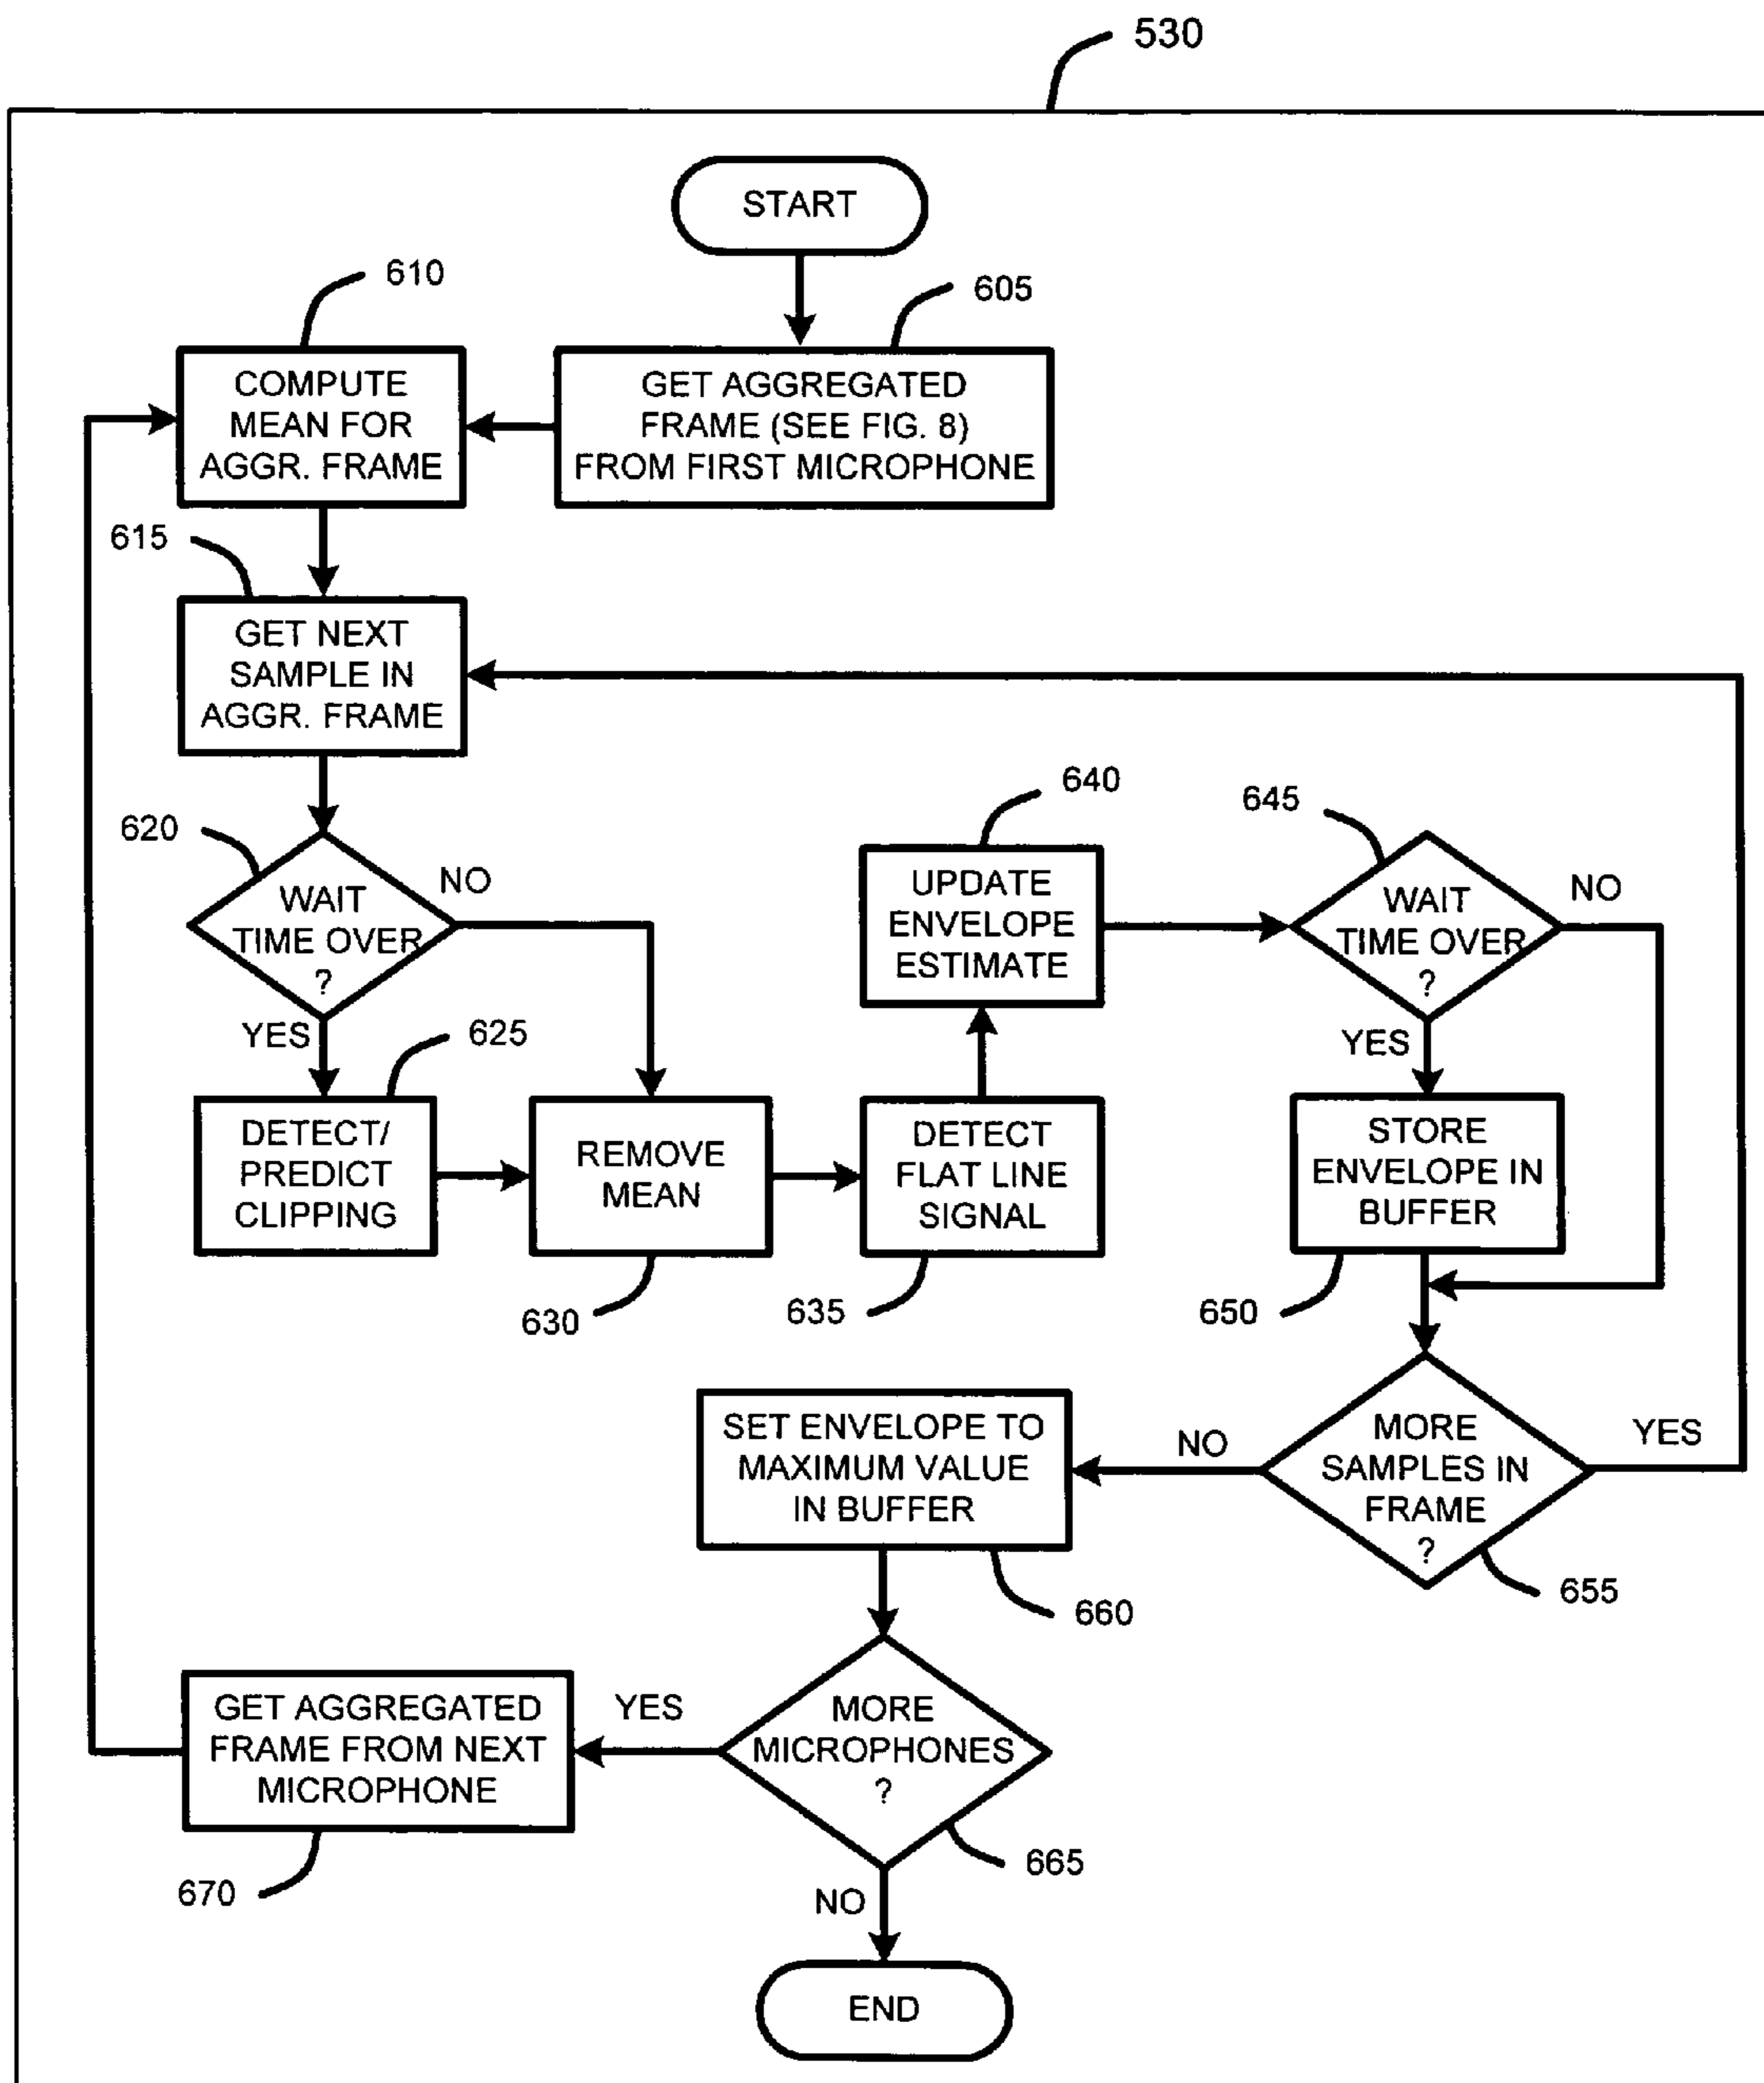 530
START
610
605
COMPUTE
MEAN FOR
AGGR. FRAME
GET AGGREGATED
FRAME (SEE FIG. 8)
FROM FIRST MICROPHONE
615
GET NEXT
SAMPLE IN
AGGR. FRAME
620
WAIT
TIME OVER
?
NO
YES
625
DETECT/
PREDICT
CLIPPING
REMOVE
MEAN
630
DETECT
FLAT LINE
SIGNAL
635
640
UPDATE
ENVELOPE
ESTIMATE
645
WAIT
TIME OVER
?
NO
YES
STORE
ENVELOPE IN
BUFFER
650
MORE
SAMPLES IN
FRAME
?
YES
NO
655
SET ENVELOPE TO
MAXIMUM VALUE
IN BUFFER
660
MORE
MICROPHONES
?
YES
665
GET AGGREGATED
FRAME FROM NEXT
MICROPHONE
670
NO
END